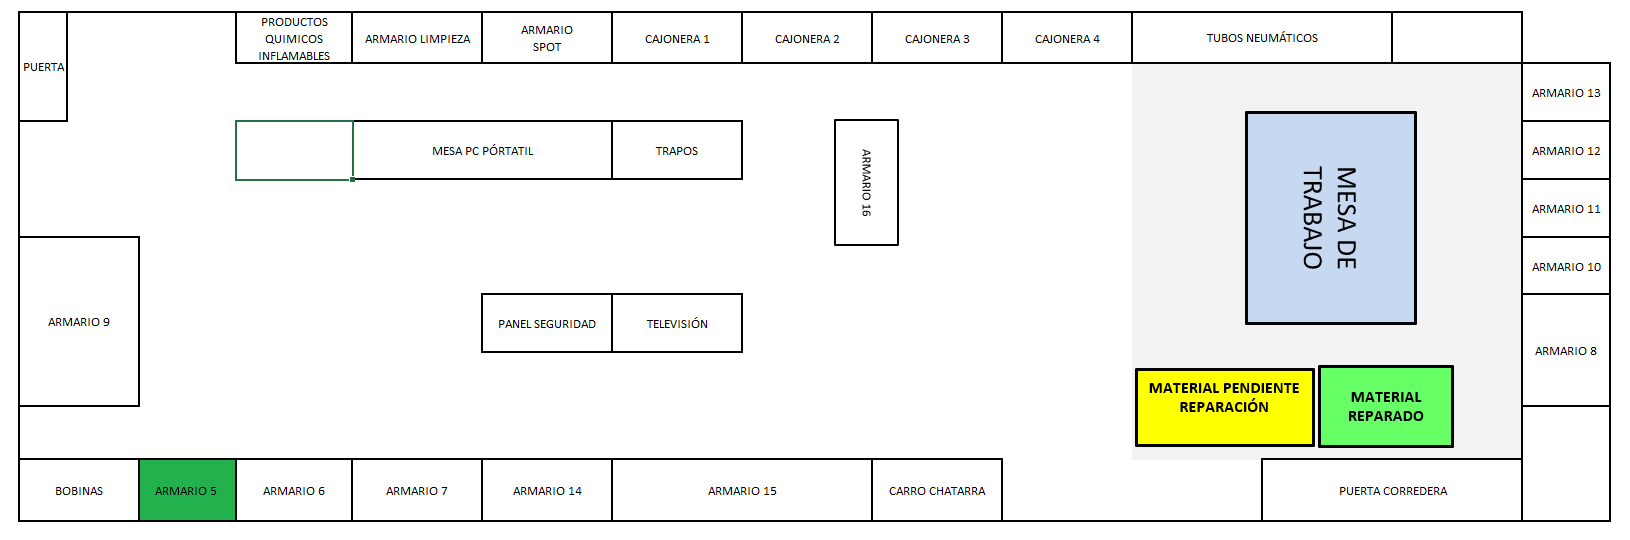 PUERTA
PRODUCTOS
QUIMICOS
INFLAMABLES
ARMARIO LIMPIEZA
ARMARIO
SPOT
CAJONERA 1
CAJONERA 2
CAJONERA 3
CAJONERA 4
TUBOS NEUMÁTICOS
ARMARIO 13
MESA PC PÓRTATIL
TRAPOS
ARMARIO 16
MESA DE
TRABAJO
ARMARIO 12
ARMARIO 11
ARMARIO 10
ARMARIO 9
PANEL SEGURIDAD
TELEVISIÓN
ARMARIO 8
MATERIAL PENDIENTE
REPARACIÓN
MATERIAL
REPARADO
BOBINAS
ARMARIO 5
ARMARIO 6
ARMARIO 7
ARMARIO 14
ARMARIO 15
CARRO CHATARRA
PUERTA CORREDERA